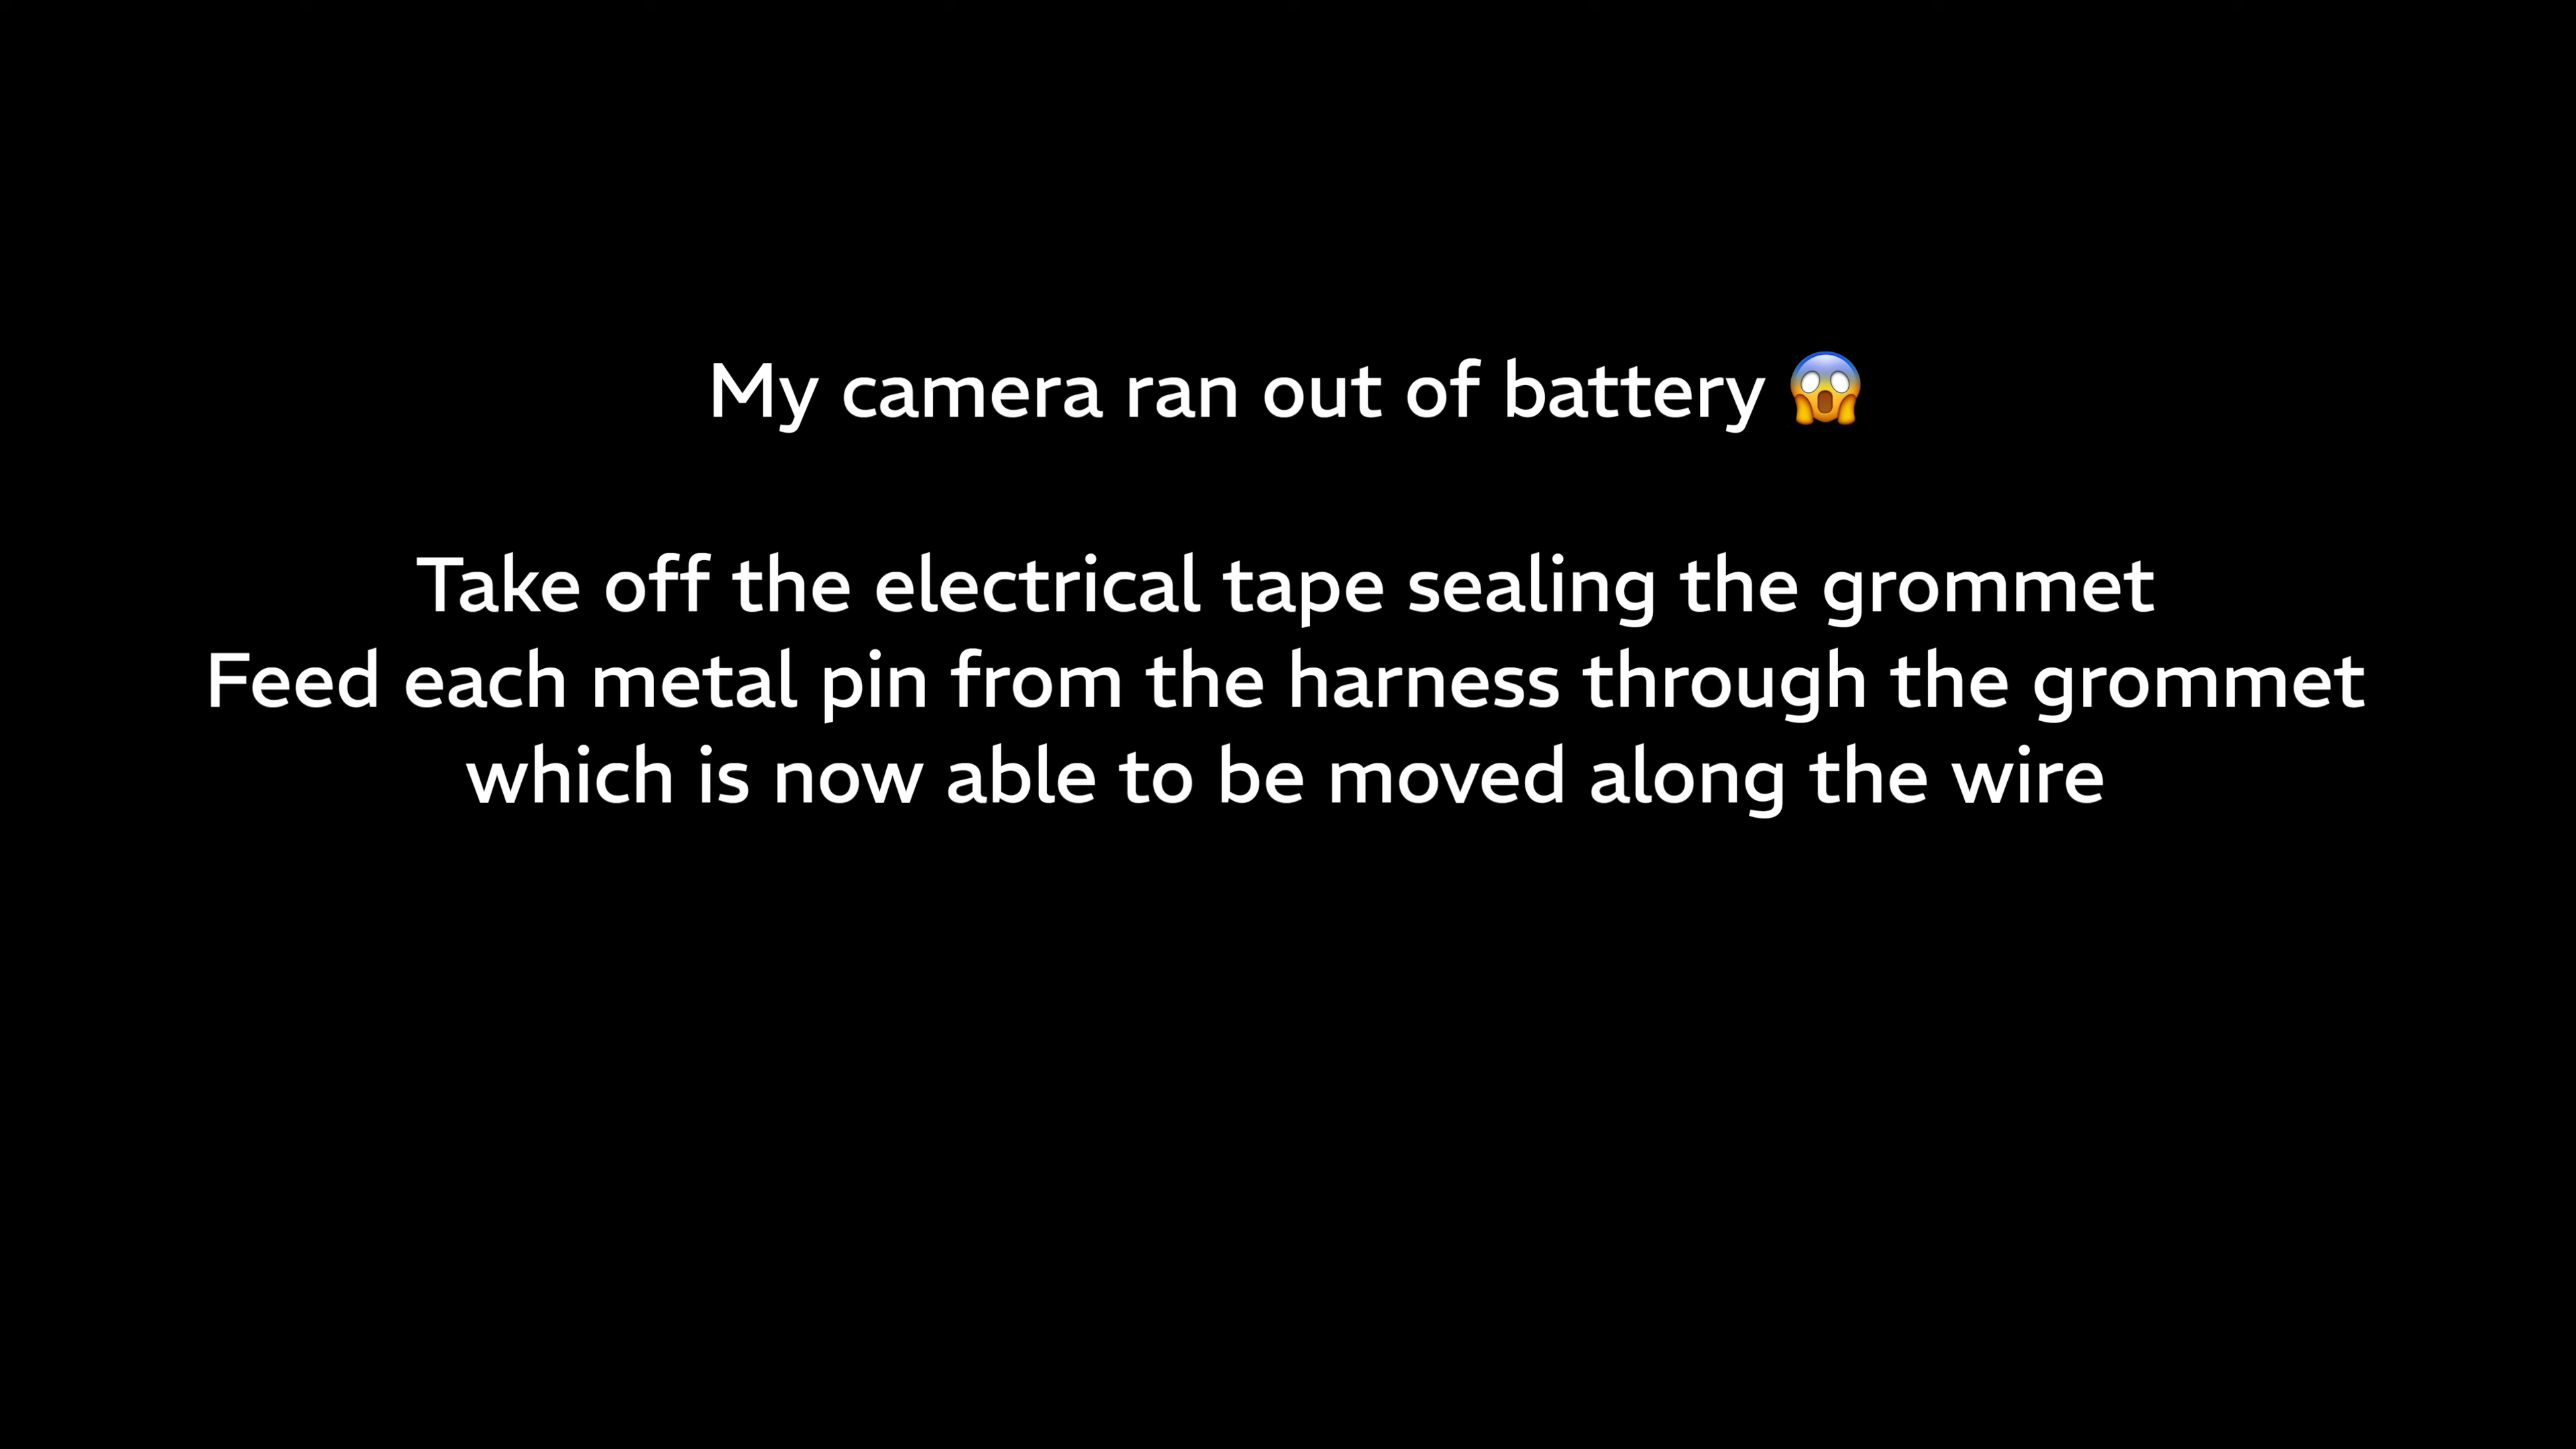 My camera ran out of battery 😱
Take off the electrical tape sealing the grommet
Feed each metal pin from the harness through the grommet
which is now able to be moved along the wire